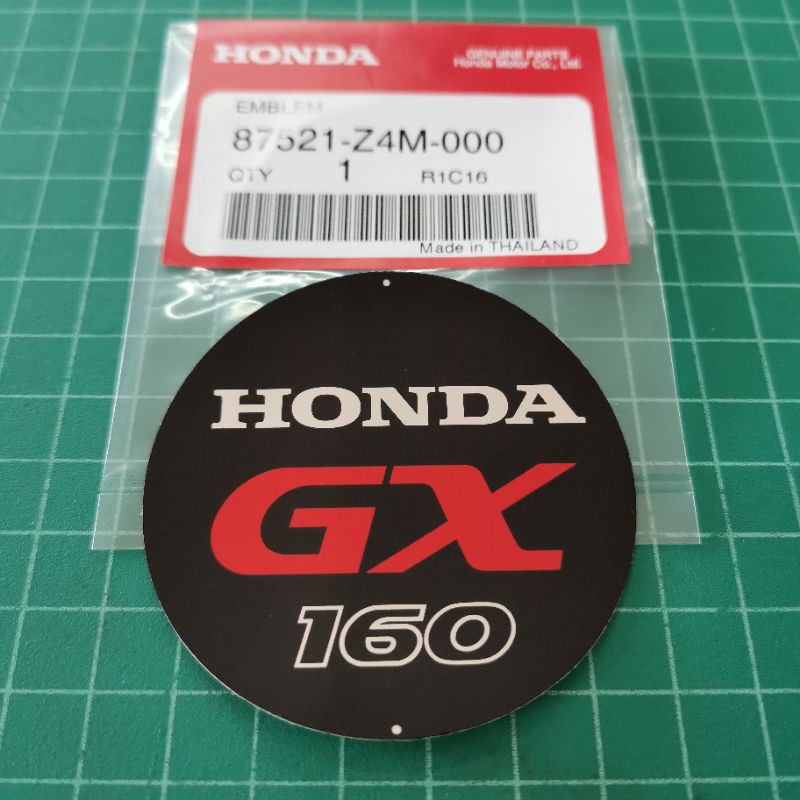 HONDA
GENUINE PARTS
Honda Motor Co., Ltd.
EMBLEM
87521-Z4M-000
QTY 1 R1C16
Made in THAILAND
HONDA
GX
160